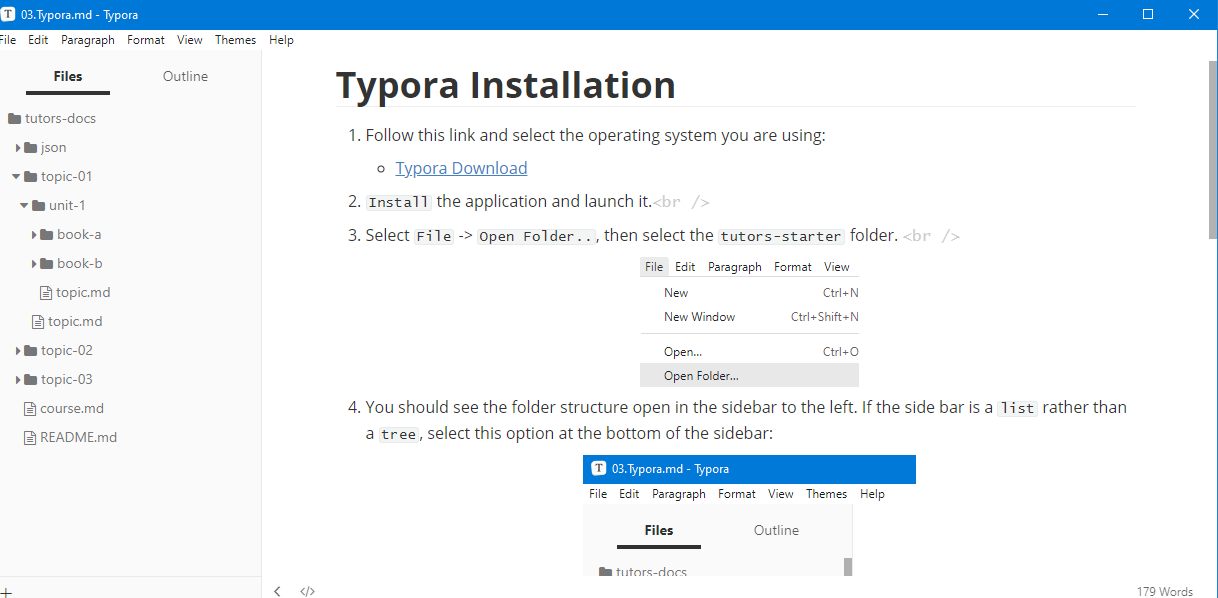 T 03.Typora.md - Typora
File Edit Paragraph Format View Themes Help
Files Outline
tutors-docs
json
topic-01
unit-1
book-a
book-b
topic.md
topic.md
topic-02
topic-03
course.md
README.md
Typora Installation
1. Follow this link and select the operating system you are using:
Typora Download
2. Install the application and launch it.<br />
3. Select File -> Open Folder.., then select the tutors-starter folder. <br />
File Edit Paragraph Format View
New Ctrl+N
New Window Ctrl+Shift+N
Open... Ctrl+O
Open Folder...
4. You should see the folder structure open in the sidebar to the left. If the side bar is a list rather than
a tree, select this option at the bottom of the sidebar:
T 03.Typora.md - Typora
File Edit Paragraph Format View Themes Help
Files Outline
tutors-docs
+ < </> 179 Words